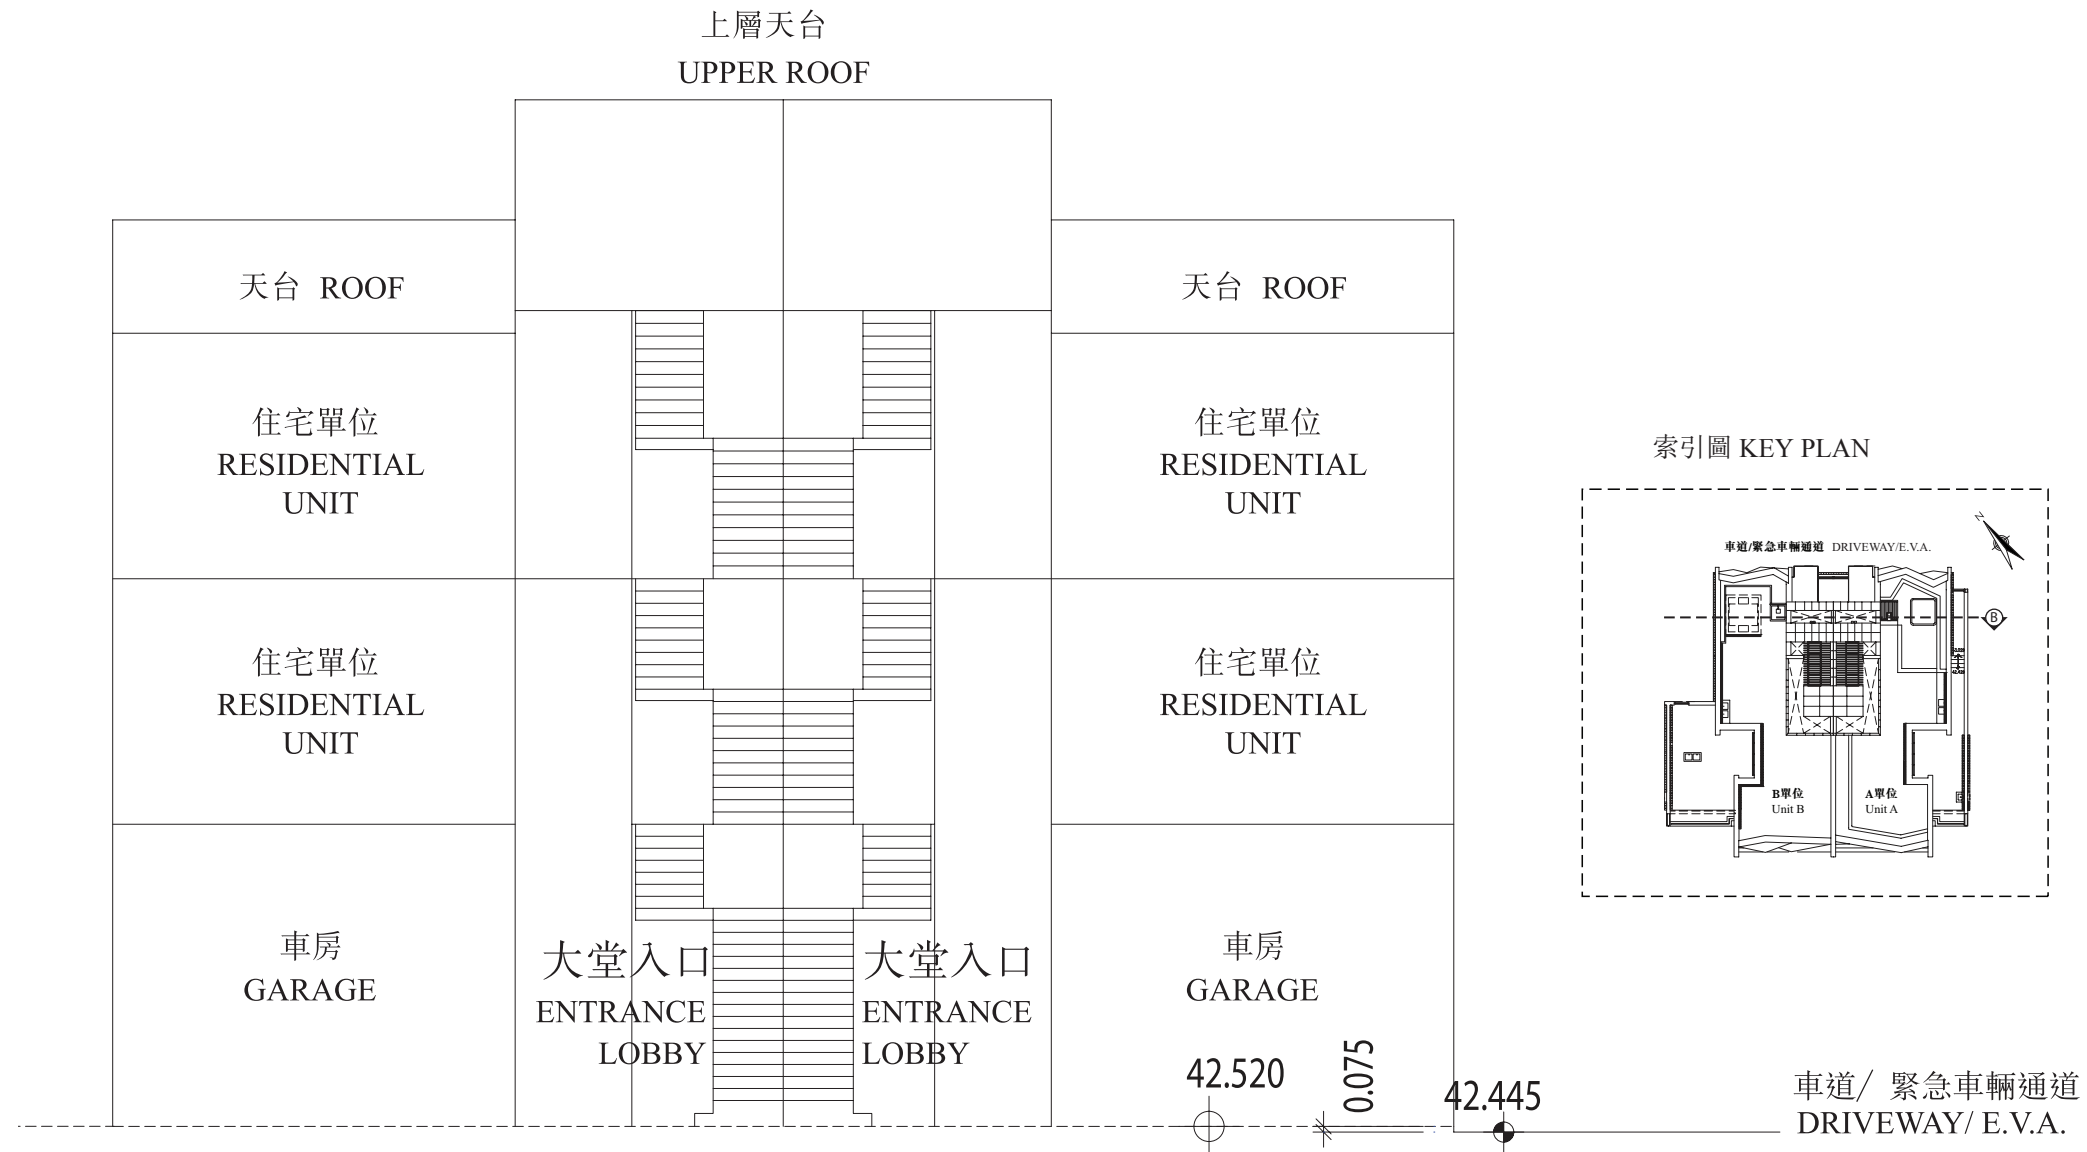 上層天台
UPPER ROOF
天台 ROOF
天台 ROOF
住宅單位
RESIDENTIAL
UNIT
住宅單位
RESIDENTIAL
UNIT
住宅單位
RESIDENTIAL
UNIT
住宅單位
RESIDENTIAL
UNIT
車房
GARAGE
大堂入口
ENTRANCE
LOBBY
大堂入口
ENTRANCE
LOBBY
車房
GARAGE
42.520
0.075
42.445
車道/ 緊急車輛通道
DRIVEWAY/ E.V.A.
索引圖 KEY PLAN
N
車道/緊急車輛通道 DRIVEWAY/E.V.A.
B
B單位
Unit B
A單位
Unit A